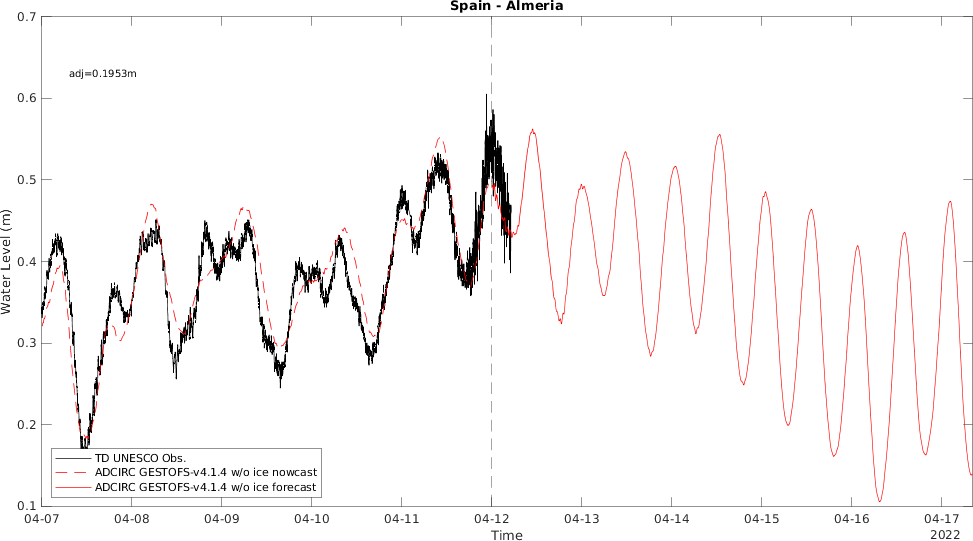 Spain - Almeria
adj=0.1953m
Water Level (m)
0.7
0.6
0.5
0.4
0.3
0.2
0.1
TD UNESCO Obs.
ADCIRC GESTOFS-v4.1.4 w/o ice nowcast
ADCIRC GESTOFS-v4.1.4 w/o ice forecast
04-07 04-08 04-09 04-10 04-11 04-12 04-13 04-14 04-15 04-16 04-17
Time
2022